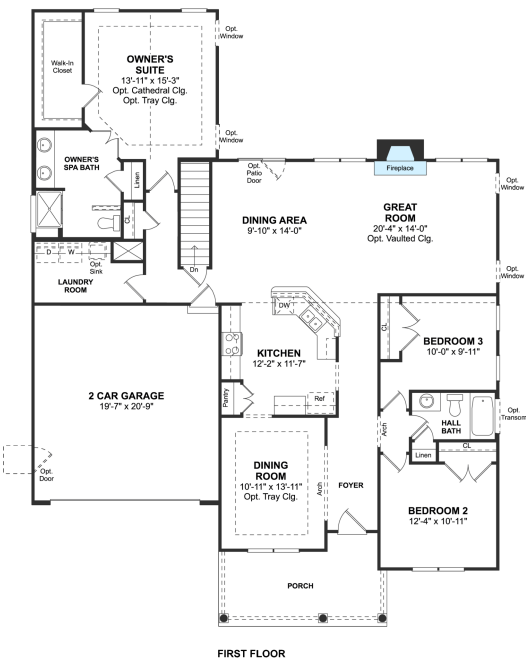 Opt.
Window
Walk-In
Closet
OWNER'S
SUITE
13'-11" x 15'-3"
Opt. Cathedral Clg.
Opt. Tray Clg.
Opt.
Window
OWNER'S
SPA BATH
Linen
CL
Opt.
Patio
Door
Fireplace
Opt.
Window
DINING AREA
9'-10" x 14'-0"
GREAT
ROOM
20'-4" x 14'-0"
Opt. Vaulted Clg.
D
W
Opt.
Sink
LAUNDRY
ROOM
Dn
Opt.
Window
DW
CL
BEDROOM 3
10'-0" x 9'-11"
KITCHEN
12'-2" x 11'-7"
2 CAR GARAGE
19'-7" x 20'-9"
Pantry
Ref
Arch
HALL
BATH
Opt.
Transom
Linen
CL
Opt.
Door
DINING
ROOM
10'-11" x 13'-11"
Opt. Tray Clg.
Arch
FOYER
BEDROOM 2
12'-4" x 10'-11"
PORCH
FIRST FLOOR